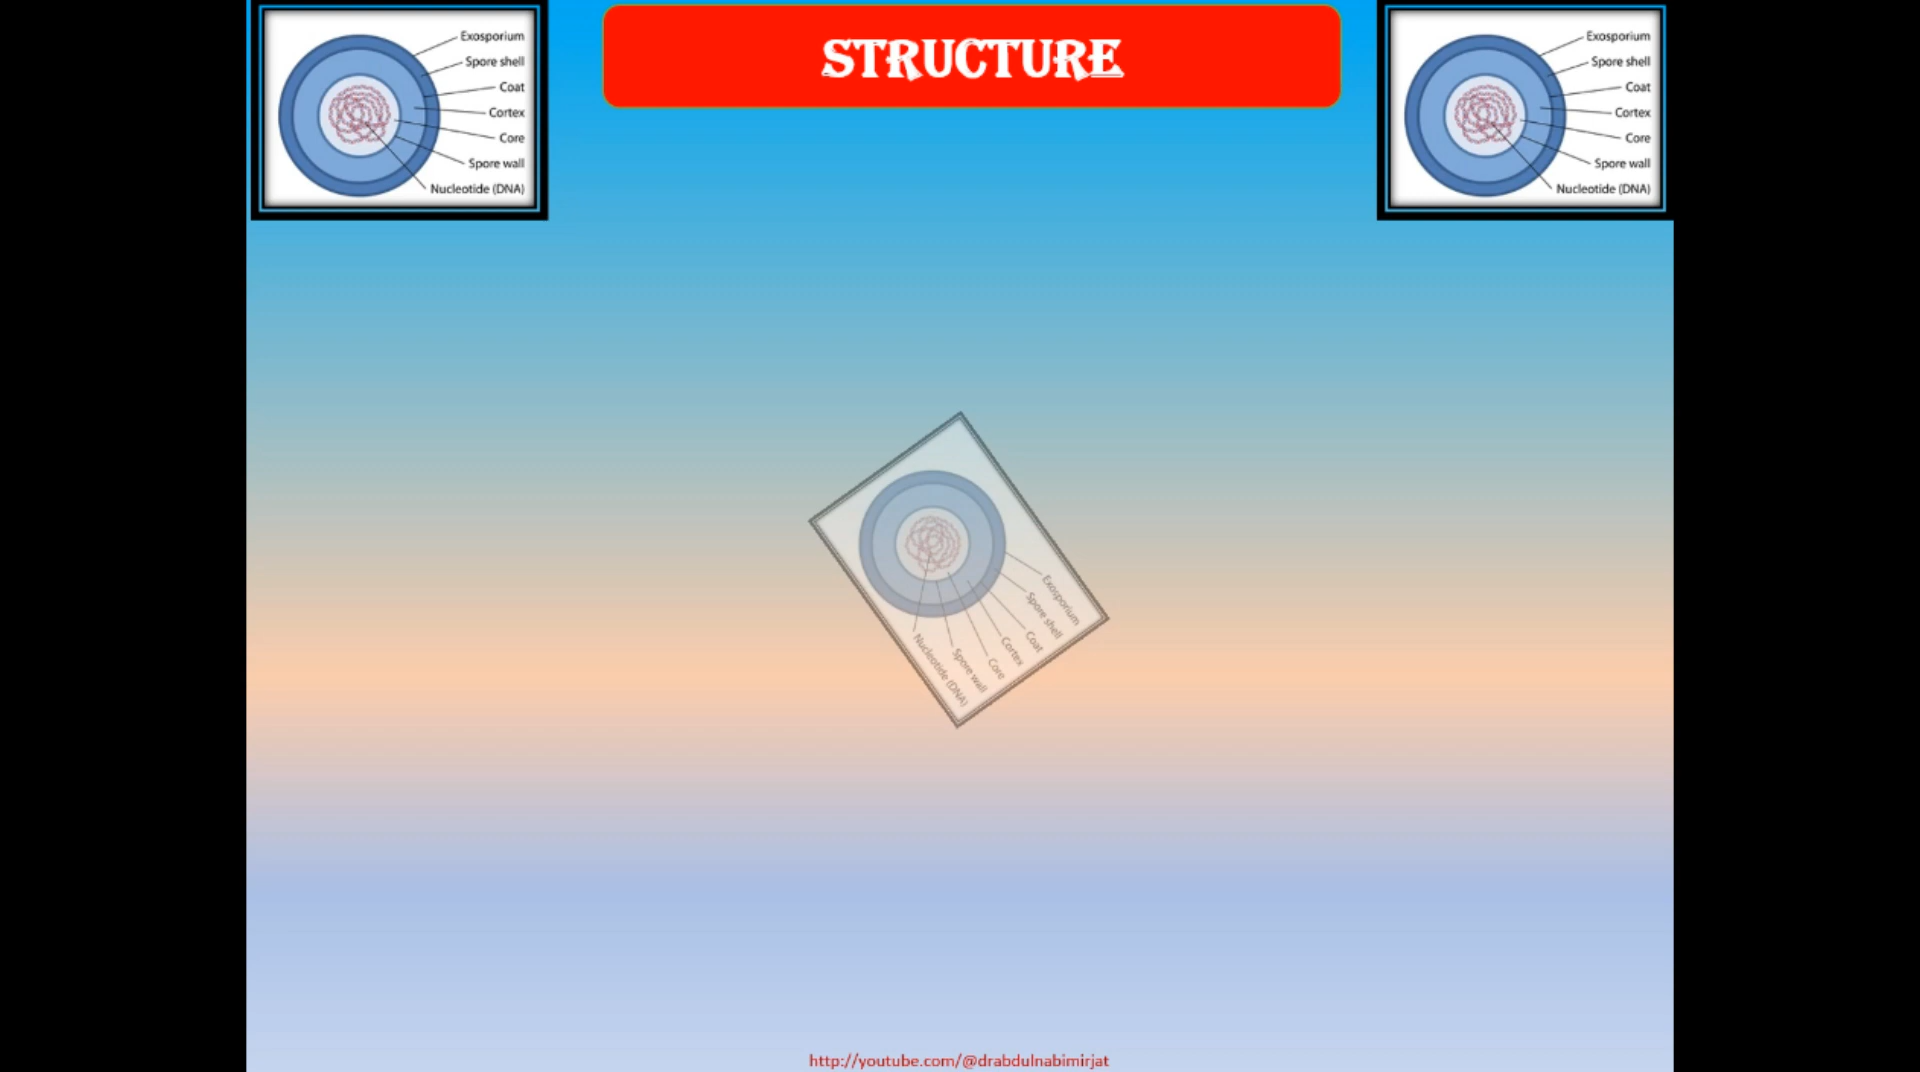 Exosporium
Spore shell
Coat
Cortex
Core
Spore wall
Nucleotide (DNA)
STRUCTURE
Exosporium
Spore shell
Coat
Cortex
Core
Spore wall
Nucleotide (DNA)
Exosporium
Spore shell
Coat
Cortex
Core
Spore wall
Nucleotide (DNA)
http://youtube.com/@drabdulnabimirjat